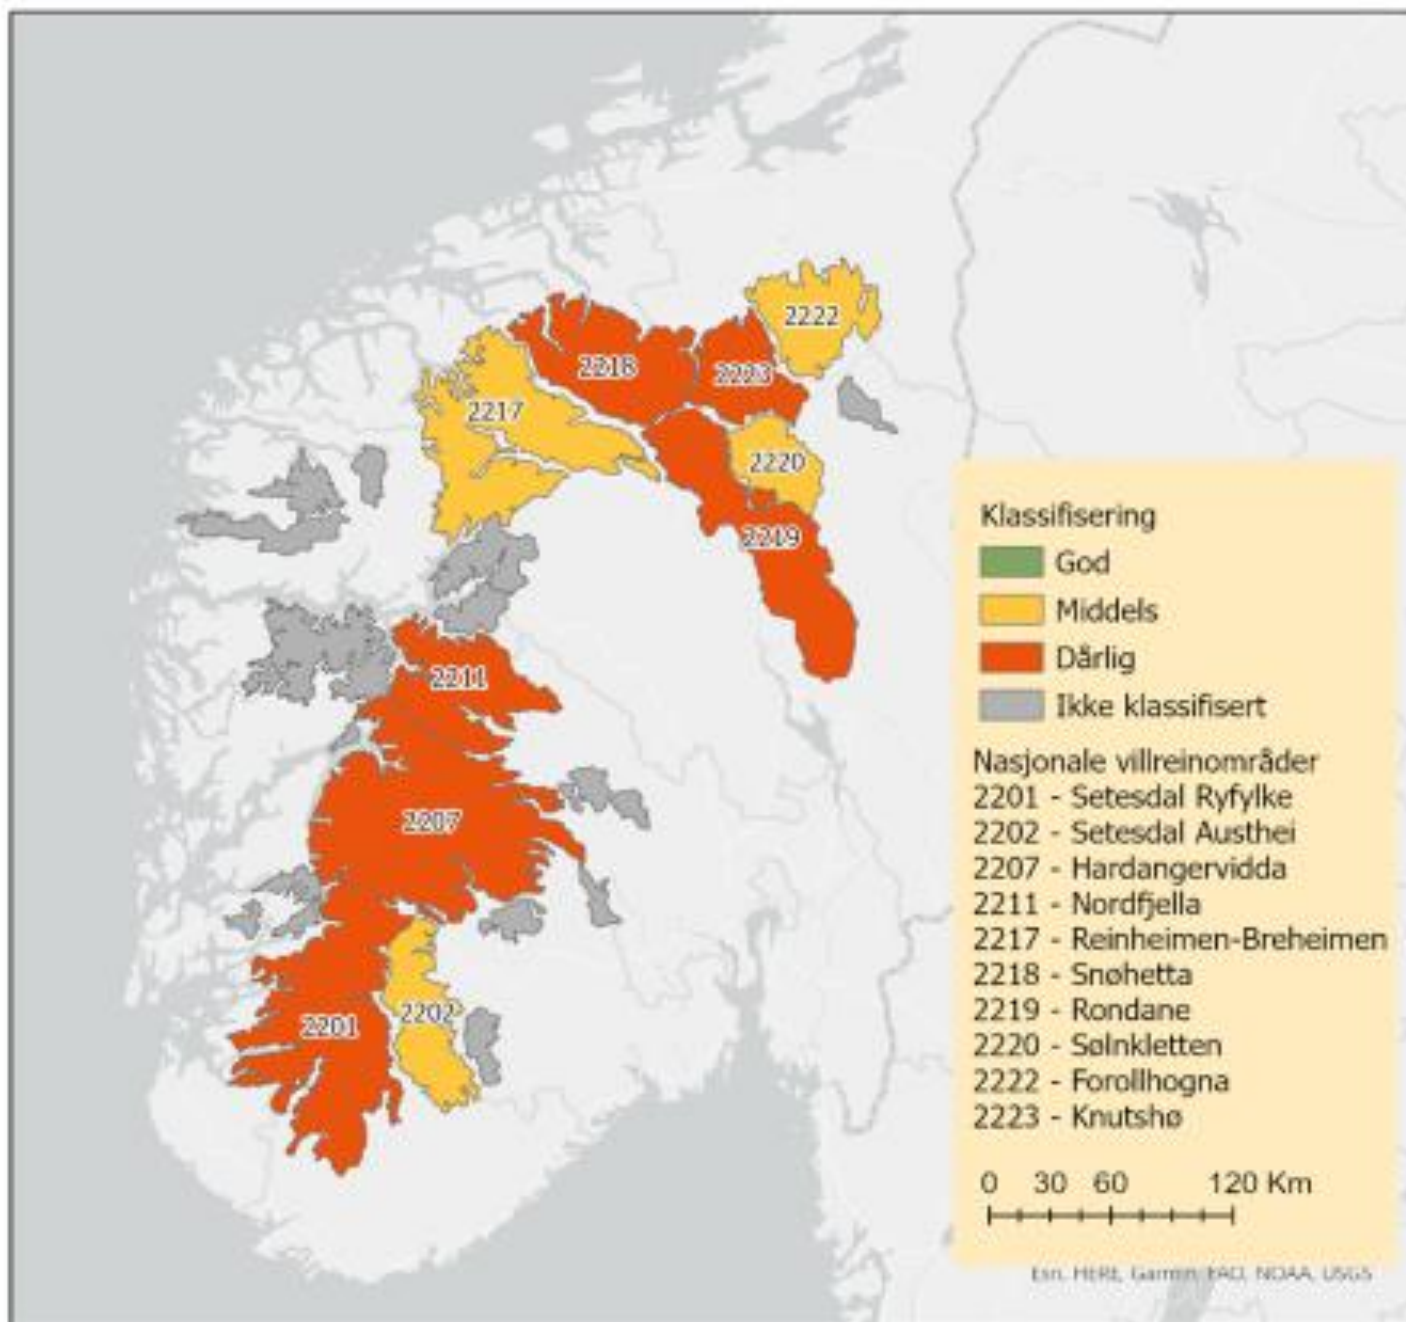 2222
2218
2223
2217
2220
2219
2211
2207
2202
2201
Klassifisering
God
Middels
Dårlig
Ikke klassifisert
Nasjonale villreinområder
2201 - Setesdal Ryfylke
2202 - Setesdal Austhei
2207 - Hardangervidda
2211 - Nordfjella
2217 - Reinheimen-Breheimen
2218 - Snøhetta
2219 - Rondane
2220 - Sølnkletten
2222 - Forollhogna
2223 - Knutshø
0 30 60 120 Km
Esri, HERE, Garmin, FAO, NOAA, USGS